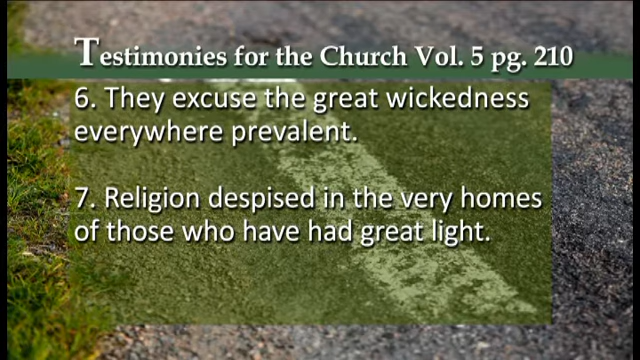 Testimonies for the Church Vol. 5 pg. 210
6. They excuse the great wickedness
everywhere prevalent.
7. Religion despised in the very homes
of those who have had great light.